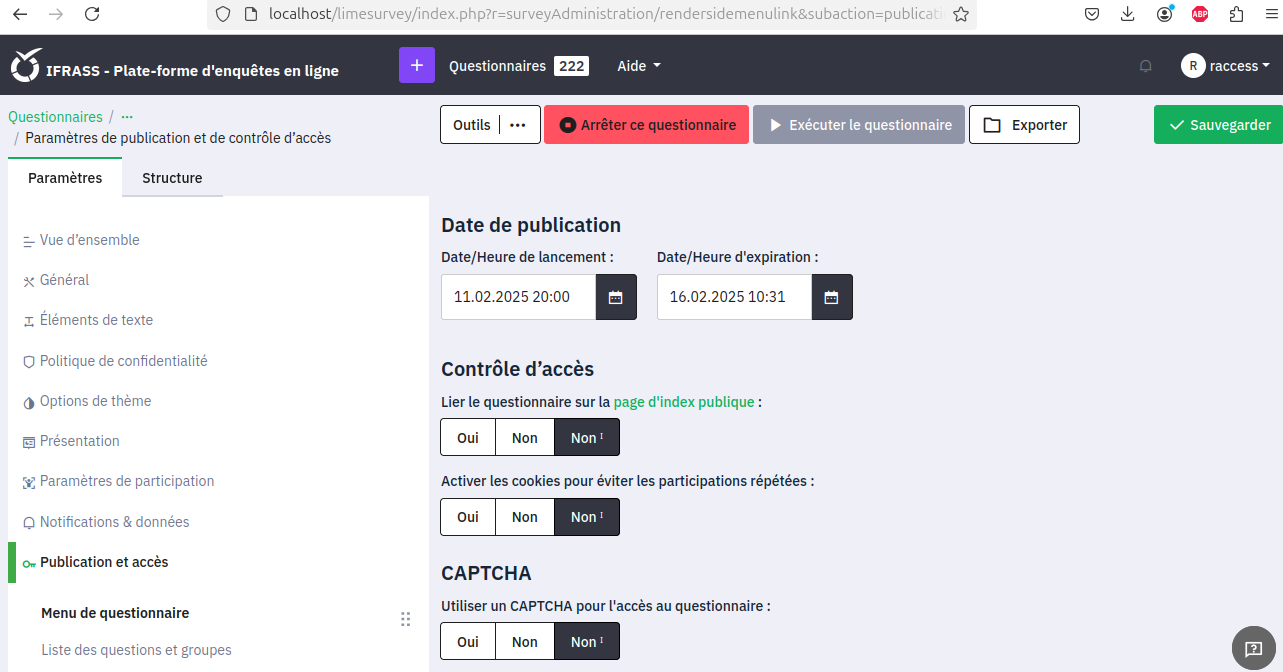 localhost/limesurvey/index.php?r=surveyAdministration/rendersidemenulink&subaction=publicati
ABP
IFRASS - Plate-forme d'enquêtes en ligne
+
Questionnaires 222
Aide
R raccess
Questionnaires / ...
/ Paramètres de publication et de contrôle d’accès
Outils | ...
Arrêter ce questionnaire
Exécuter le questionnaire
Exporter
Sauvegarder
Paramètres
Structure
Vue d’ensemble
Général
Éléments de texte
Politique de confidentialité
Options de thème
Présentation
Paramètres de participation
Notifications & données
Publication et accès
Menu de questionnaire
Liste des questions et groupes
Date de publication
Date/Heure de lancement :
Date/Heure d'expiration :
11.02.2025 20:00
16.02.2025 10:31
Contrôle d’accès
Lier le questionnaire sur la page d'index publique :
Oui Non Non I
Activer les cookies pour éviter les participations répétées :
Oui Non Non I
CAPTCHA
Utiliser un CAPTCHA pour l'accès au questionnaire :
Oui Non Non I
?